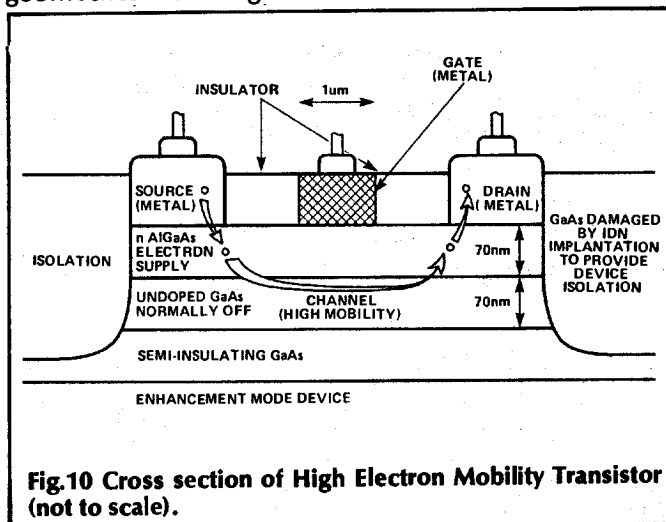 GATE
(METAL)
INSULATOR
1um
SOURCE
(METAL)
DRAIN
(METAL)
n AlGaAs
ELECTRDN
SUPPLY
70nm
ISOLATION
GaAs DAMAGED
BY IDN
IMPLANTATION
TO PROVIDE
DEVICE
ISOLATION
UNDOPED GaAs
NORMALLY OFF
CHANNEL
(HIGH MOBILITY)
70nm
SEMI-INSULATING GaAs
ENHANCEMENT MODE DEVICE
Fig.10 Cross section of High Electron Mobility Transistor
(not to scale).